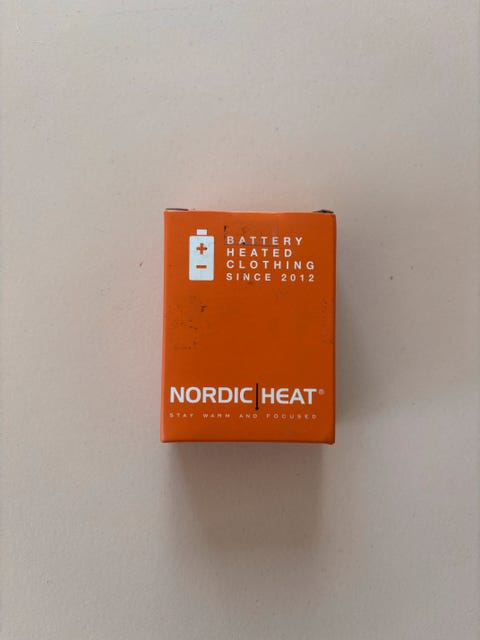 BATTERY
HEATED
CLOTHING
SINCE 2012
NORDIC|HEAT®
STAY WARM AND FOCUSED